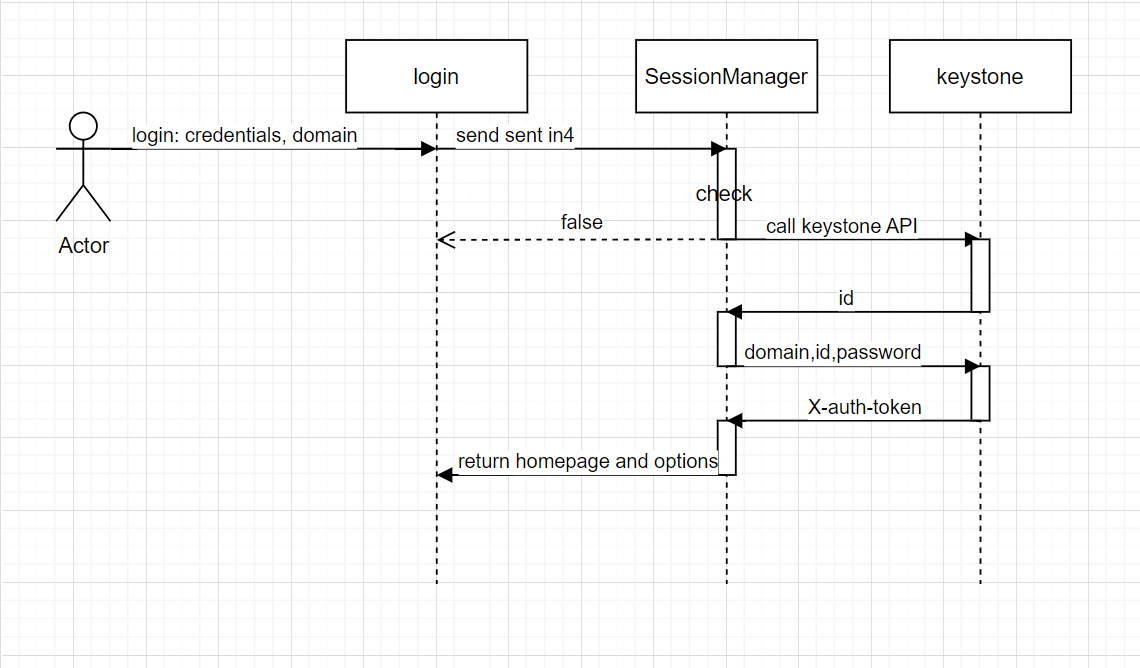 login
SessionManager
keystone
login: credentials, domain
send sent in4
check
false
call keystone API
Actor
id
domain,id,password
X-auth-token
return homepage and options